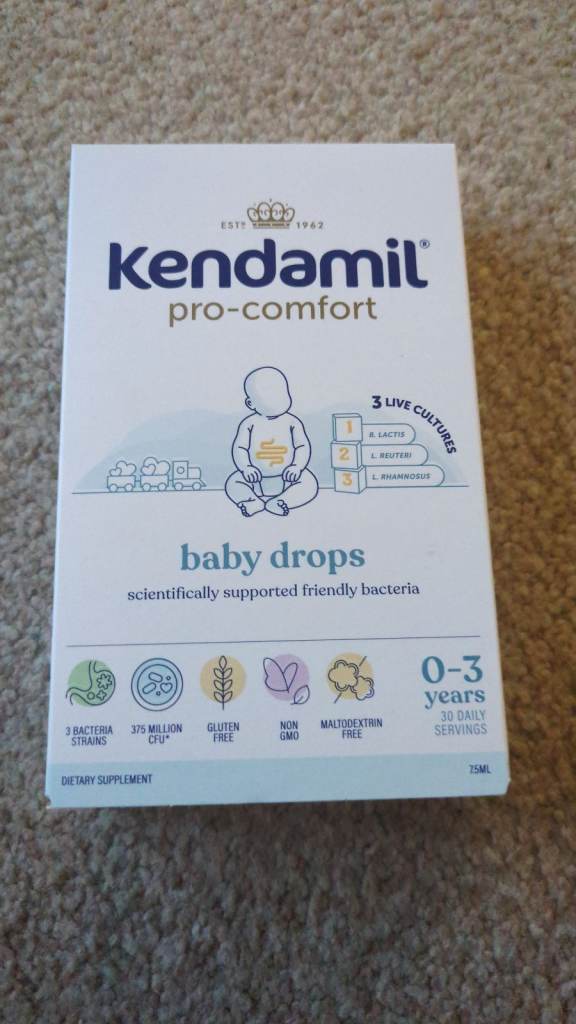 ESTD 1962
Kendamil®
pro-comfort
3 LIVE CULTURES
1 B. LACTIS
2 L. REUTERI
3 L. RHAMNOSUS
baby drops
scientifically supported friendly bacteria
3 BACTERIA
STRAINS
375 MILLION
CFU*
GLUTEN
FREE
NON
GMO
MALTODEXTRIN
FREE
0-3
years
30 DAILY
SERVINGS
DIETARY SUPPLEMENT
7.5ML